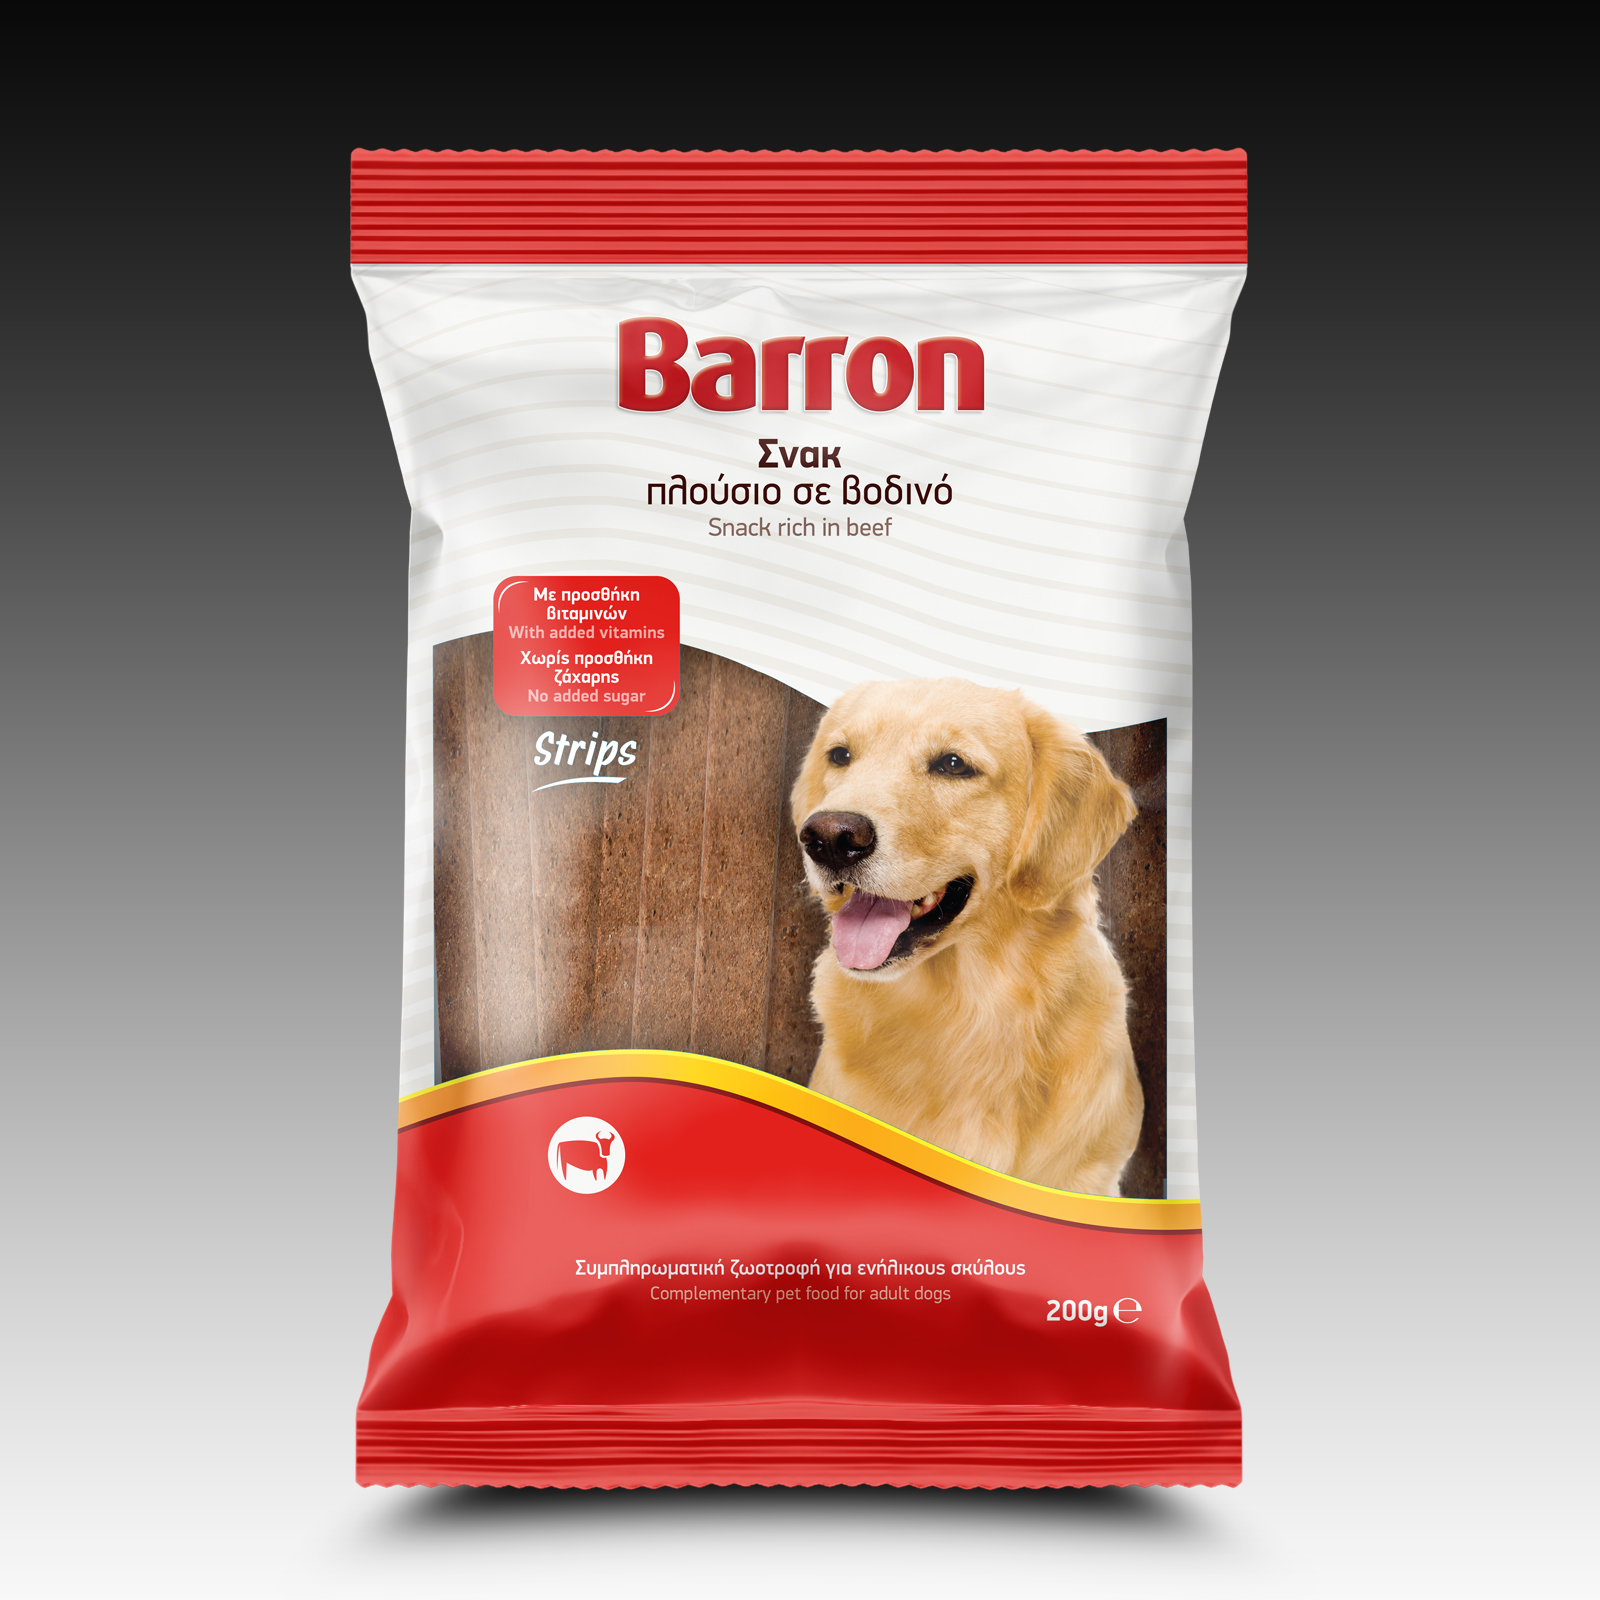 Barron
Σνακ
πλούσιο σε βοδινό
Snack rich in beef
Με προσθήκη
βιταμινών
With added vitamins
Χωρίς προσθήκη
ζάχαρης
No added sugar
Strips
Συμπληρωματική ζωοτροφή για ενήλικους σκύλους
Complementary pet food for adult dogs
200g℮